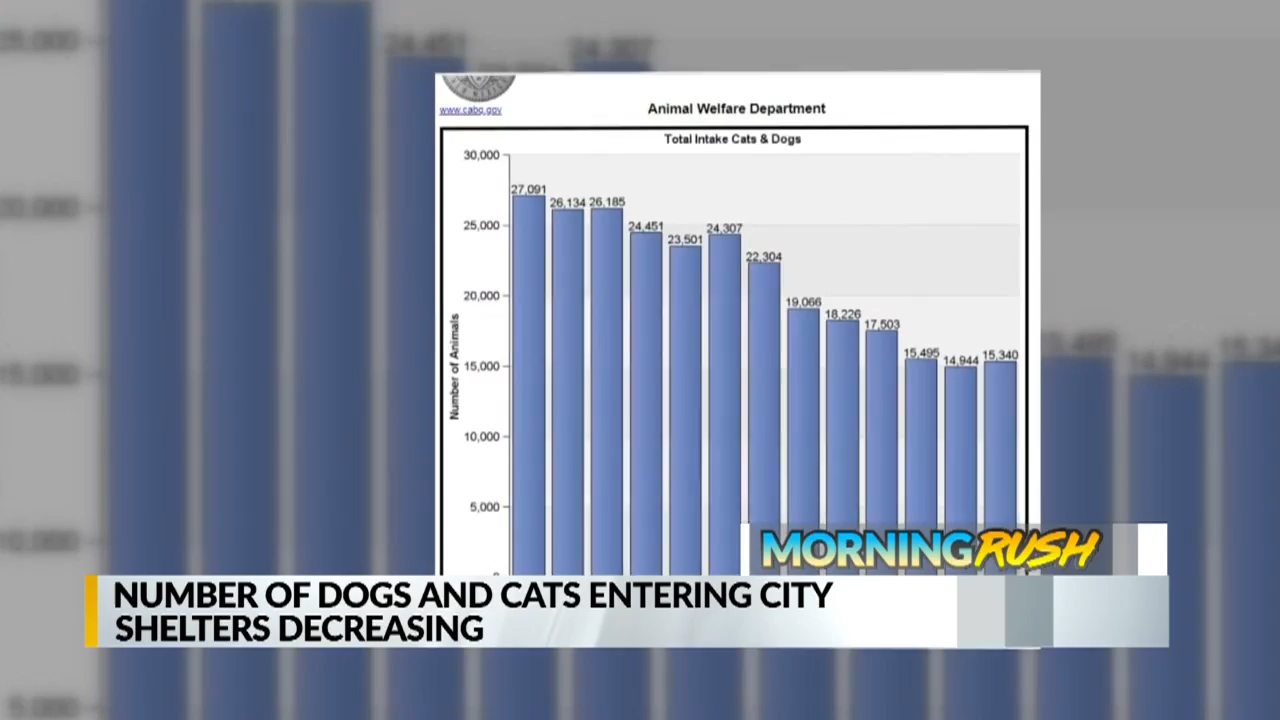 www.cabq.gov
Animal Welfare Department
Total Intake Cats & Dogs
Number of Animals
30,000
25,000
20,000
15,000
10,000
5,000
27,091
26,134
26,185
24,451
23,501
24,307
22,304
19,066
18,226
17,503
15,495
14,944
15,340
MORNING RUSH
NUMBER OF DOGS AND CATS ENTERING CITY
SHELTERS DECREASING